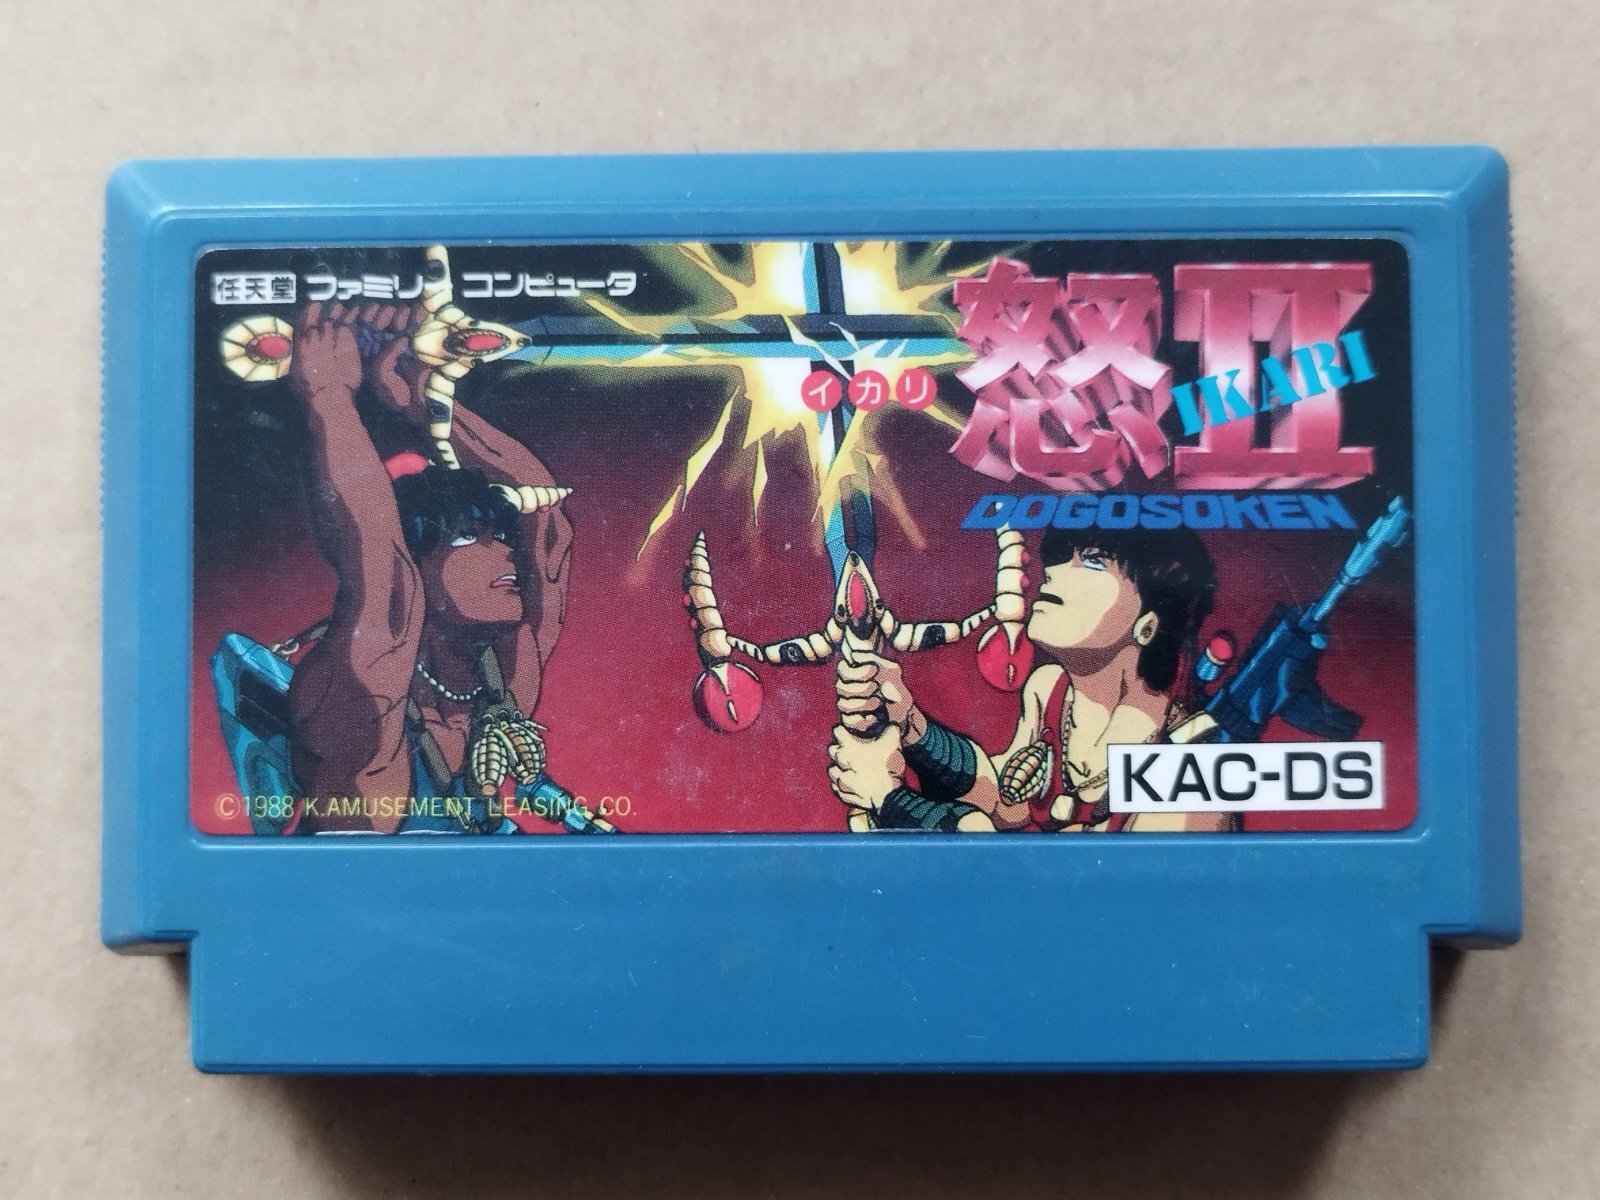 任天堂 ファミリーコンピュータ
イカリ
怒II
IKARI
DOGOSOKEN
KAC-DS
©1988 K.AMUSEMENT LEASING CO.